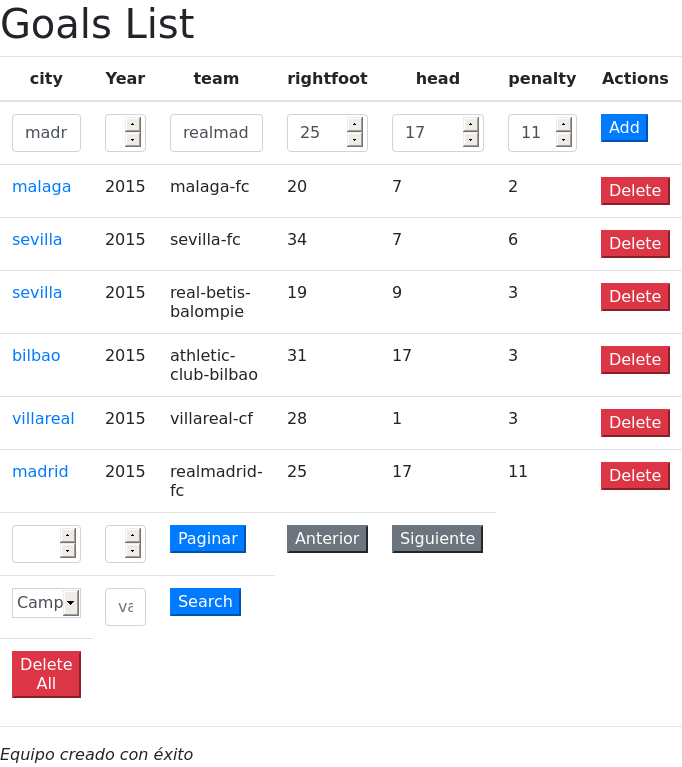 Goals List
city Year team rightfoot head penalty Actions
madr realmad 25 17 11 Add
malaga 2015 malaga-fc 20 7 2 Delete
sevilla 2015 sevilla-fc 34 7 6 Delete
sevilla 2015 real-betis- 19 9 3 Delete
balompie
bilbao 2015 athletic- 31 17 3 Delete
club-bilbao
villareal 2015 villareal-cf 28 1 3 Delete
madrid 2015 realmadrid- 25 17 11 Delete
fc
Paginar Anterior Siguiente
Camp va Search
Delete
All
Equipo creado con éxito